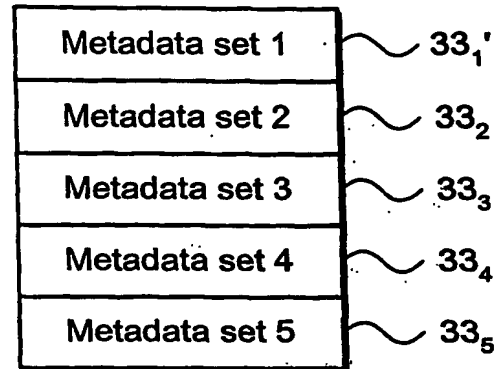 Metadata set 1 33₁'
Metadata set 2 33₂
Metadata set 3 33₃
Metadata set 4 33₄
Metadata set 5 33₅